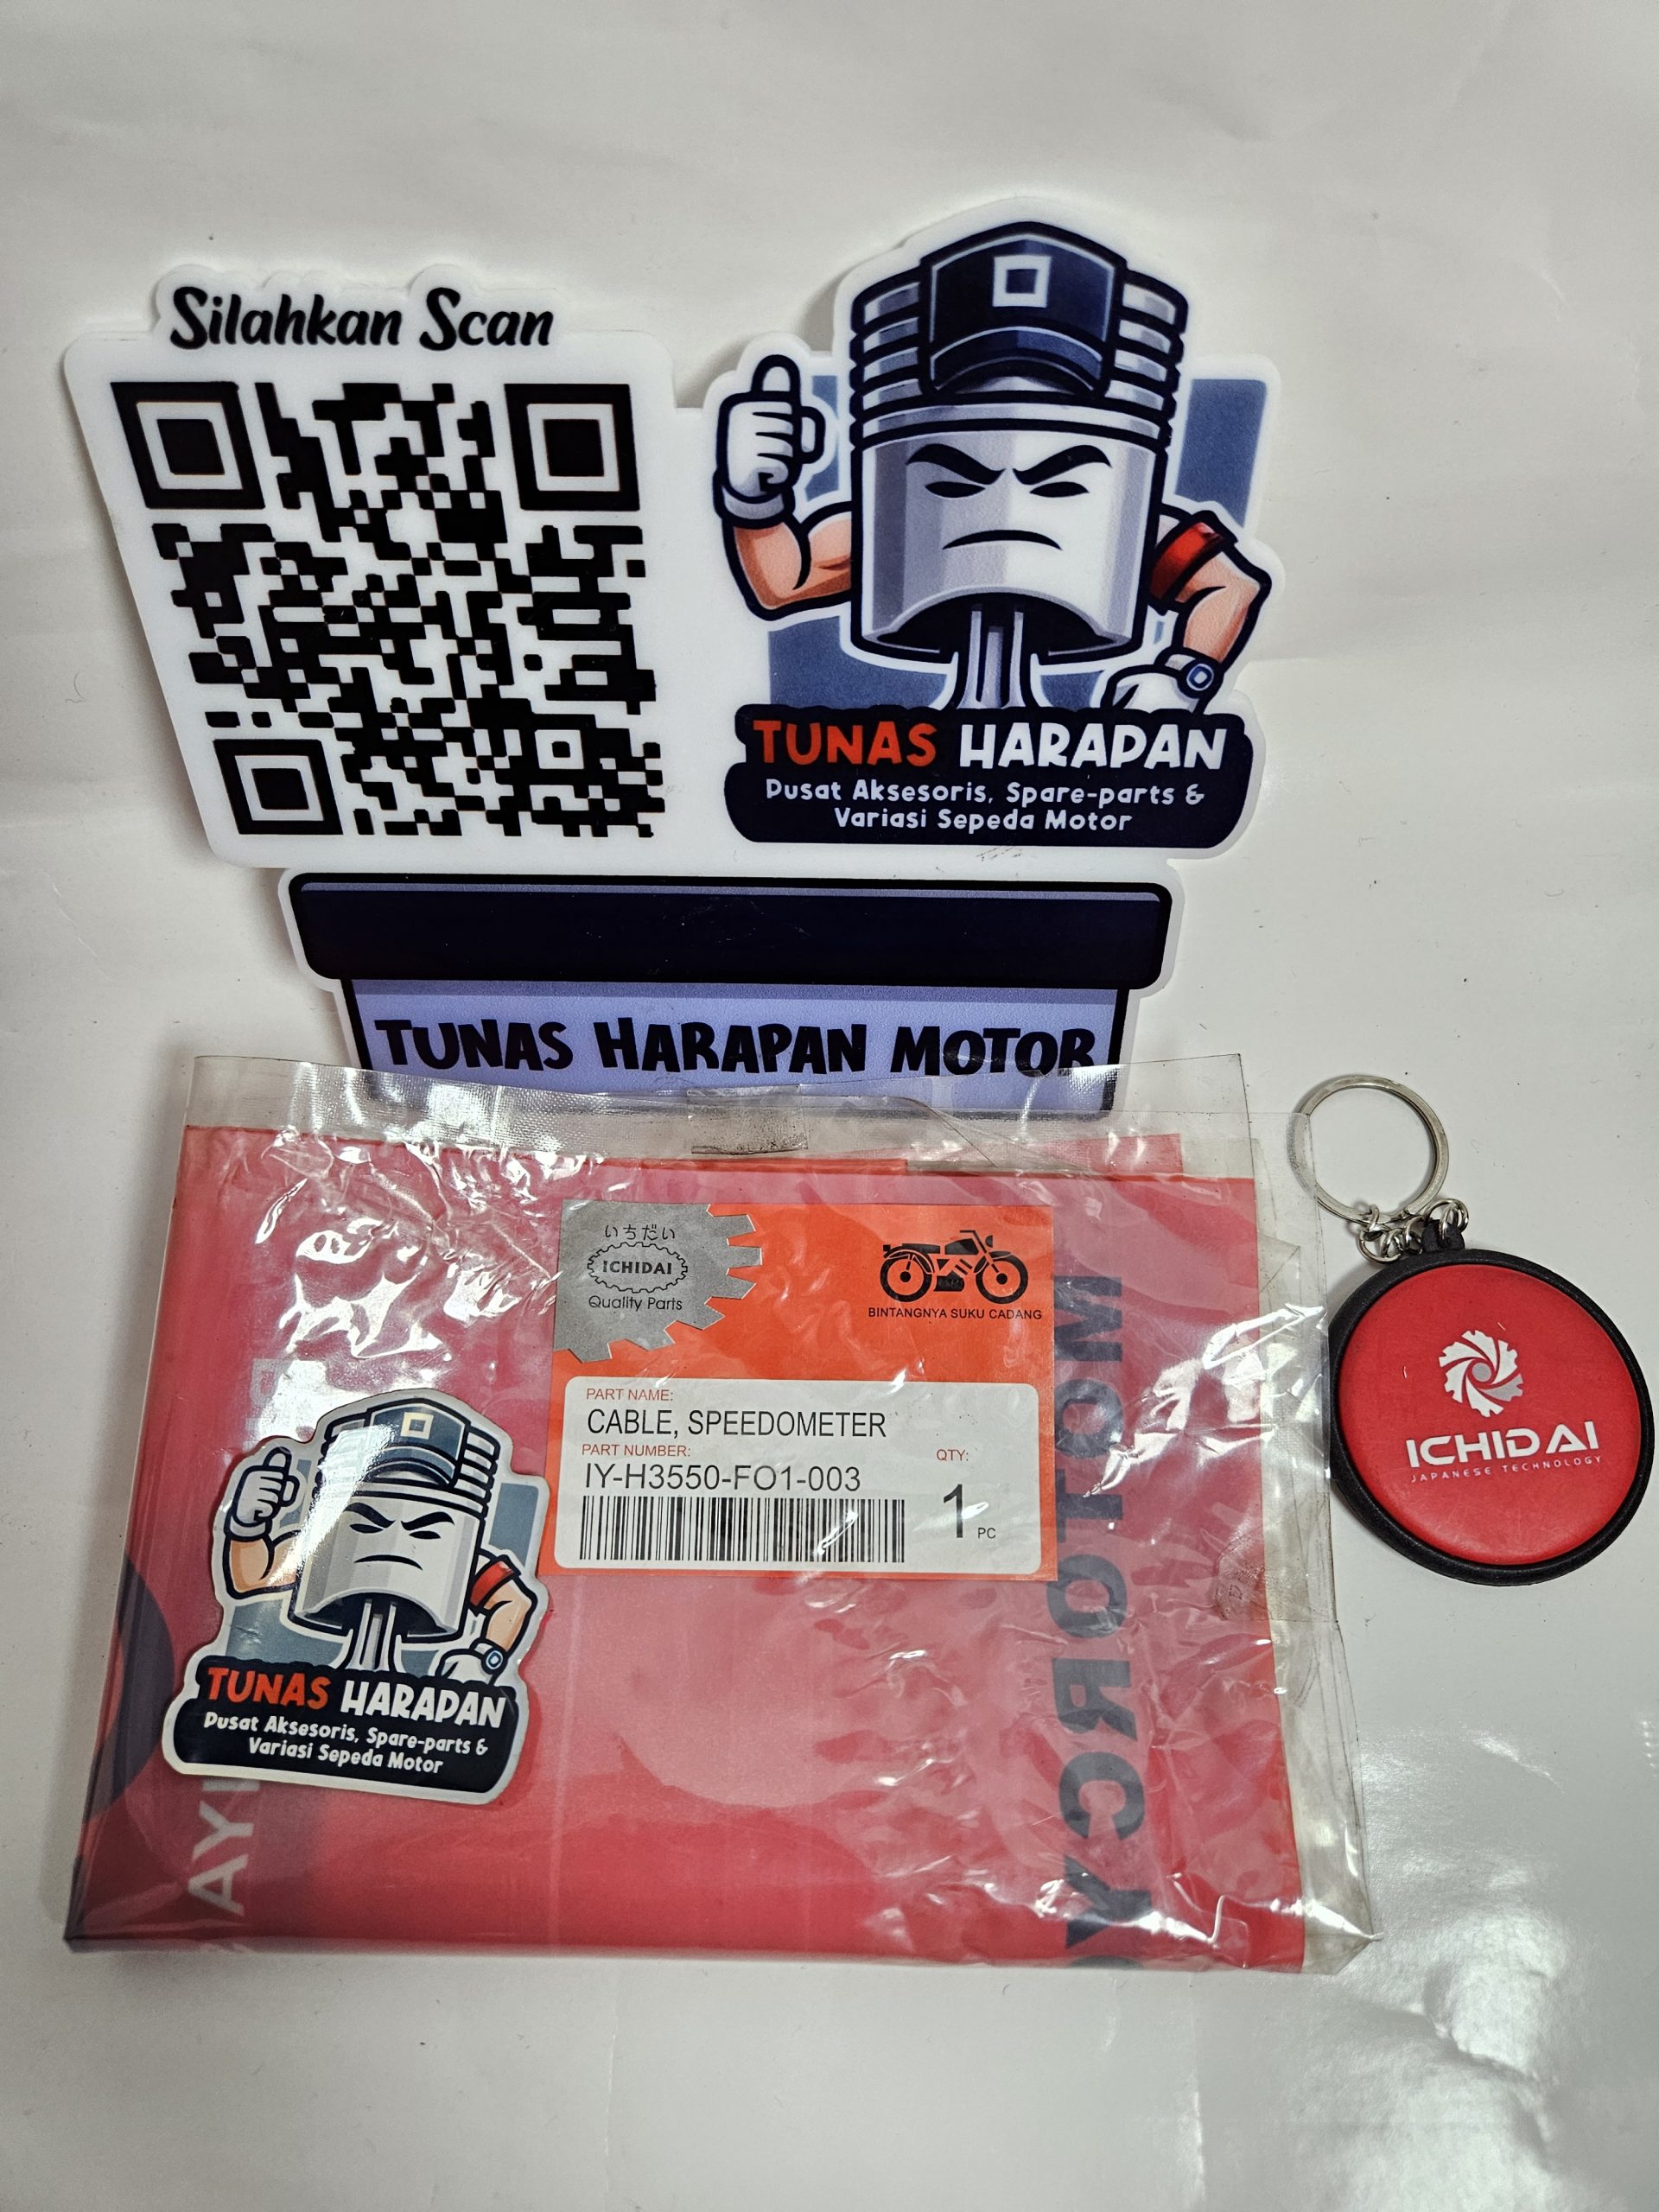 Silahkan Scan
TUNAS HARAPAN
Pusat Aksesoris, Spare-parts &
Variasi Sepeda Motor
TUNAS HARAPAN MOTOR
いちだい
ICHIDAI
Quality Parts
BINTANGNYA SUKU CADANG
PART NAME:
CABLE, SPEEDOMETER
PART NUMBER:
IY-H3550-FO1-003
QTY:
1 PC
TUNAS HARAPAN
Pusat Aksesoris, Spare-parts &
Variasi Sepeda Motor
ICHIDAI
JAPANESE TECHNOLOGY